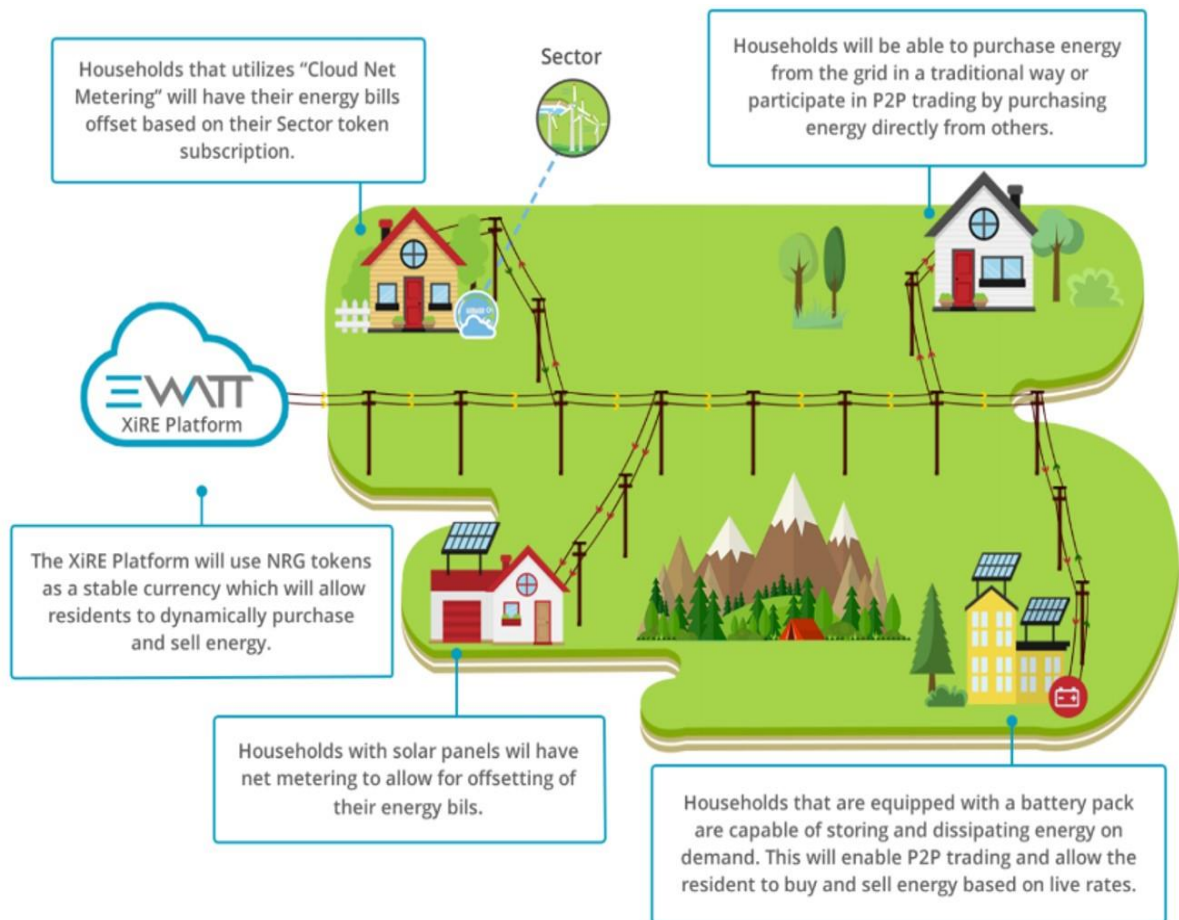 Households that utilizes “Cloud Net
Metering” will have their energy bills
offset based on their Sector token
subscription.
Sector
Households will be able to purchase energy
from the grid in a traditional way or
participate in P2P trading by purchasing
energy directly from others.
EWATT
XiRE Platform
The XiRE Platform will use NRG tokens
as a stable currency which will allow
residents to dynamically purchase
and sell energy.
Households with solar panels wil have
net metering to allow for offsetting of
their energy bils.
Households that are equipped with a battery pack
are capable of storing and dissipating energy on
demand. This will enable P2P trading and allow the
resident to buy and sell energy based on live rates.